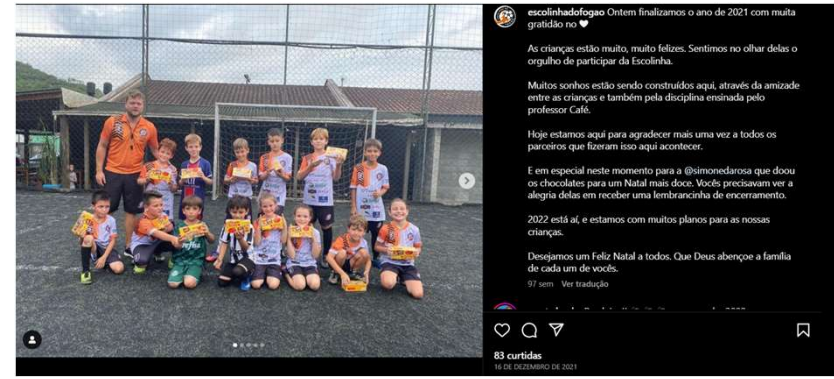 escolinhadofogao Ontem finalizamos o ano de 2021 com muita
gratidão no 🖤
As crianças estão muito, muito felizes. Sentimos no olhar delas o
orgulho de participar da Escolinha.
Muitos sonhos estão sendo construídos aqui, através da amizade
entre as crianças e também pela disciplina ensinada pelo
professor Café.
Hoje estamos aqui para agradecer mais uma vez a todos os
parceiros que fizeram isso aqui acontecer.
E em especial neste momento para a @simonedarosa que doou
os chocolates para um Natal mais doce. Vocês precisavam ver a
alegria delas em receber uma lembrancinha de encerramento.
2022 está aí, e estamos com muitos planos para as nossas
crianças.
Desejamos um Feliz Natal a todos. Que Deus abençoe a família
de cada um de vocês.
97 sem Ver tradução
83 curtidas
16 DE DEZEMBRO DE 2021